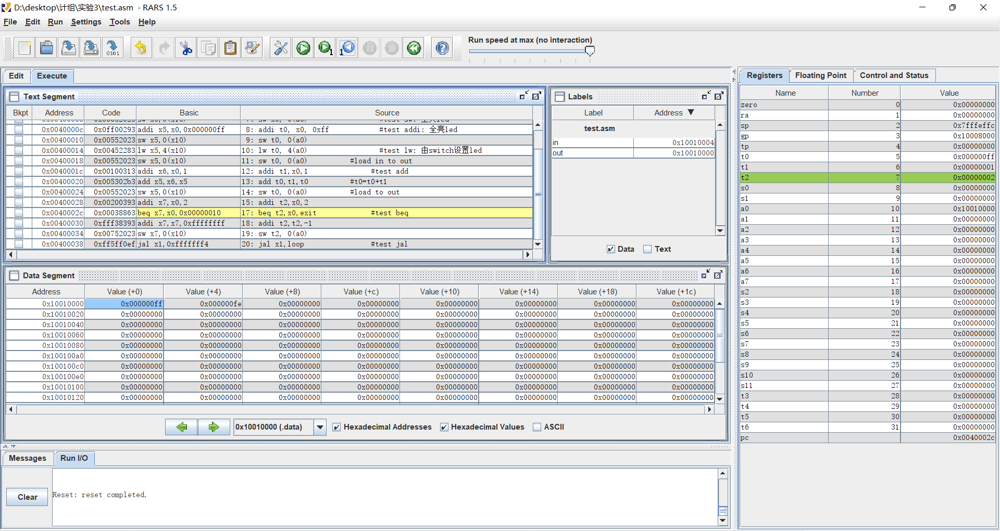 D:\desktop\计组\实验3\test.asm - RARS 1.5
File Edit Run Settings Tools Help
Run speed at max (no interaction)
Edit Execute
Text Segment
Bkpt Address Code Basic Source
0x0040000c 0x0ff00293 addi x5,x0,0x000000ff 8: addi t0, x0, 0xff #test addi: 全亮led
0x00400010 0x00552023 sw x5,0(x10) 9: sw t0, 0(a0)
0x00400014 0x00452283 lw x5,4(x10) 10: lw t0, 4(a0) #test lw: 由switch设置led
0x00400018 0x00552023 sw x5,0(x10) 11: sw t0, 0(a0) #load in to out
0x0040001c 0x00100313 addi x6,x0,1 12: addi t1,x0,1 #test add
0x00400020 0x005302b3 add x5,x6,x5 13: add t0,t1,t0 #t0=t0+t1
0x00400024 0x00552023 sw x5,0(x10) 14: sw t0, 0(a0) #load to out
0x00400028 0x00200393 addi x7,x0,2 15: addi t2,x0,2
0x0040002c 0x00038863 beq x7,x0,0x00000010 17: beq t2,x0,exit #test beq
0x00400030 0xfff38393 addi x7,x7,0xffffffff 18: addi t2,t2,-1
0x00400034 0x00752023 sw x7,0(x10) 19: sw t2, 0(a0)
0x00400038 0xff5ff0ef jal x1,0xfffffff4 20: jal x1,loop #test jal
Labels
Label Address ▼
test.asm
in 0x10010004
out 0x10010000
Data Text
Data Segment
Address Value (+0) Value (+4) Value (+8) Value (+c) Value (+10) Value (+14) Value (+18) Value (+1c)
0x10010000 0x000000ff 0x000000fe 0x00000000 0x00000000 0x00000000 0x00000000 0x00000000 0x00000000
0x10010020 0x00000000 0x00000000 0x00000000 0x00000000 0x00000000 0x00000000 0x00000000 0x00000000
0x10010040 0x00000000 0x00000000 0x00000000 0x00000000 0x00000000 0x00000000 0x00000000 0x00000000
0x10010060 0x00000000 0x00000000 0x00000000 0x00000000 0x00000000 0x00000000 0x00000000 0x00000000
0x10010080 0x00000000 0x00000000 0x00000000 0x00000000 0x00000000 0x00000000 0x00000000 0x00000000
0x100100a0 0x00000000 0x00000000 0x00000000 0x00000000 0x00000000 0x00000000 0x00000000 0x00000000
0x100100c0 0x00000000 0x00000000 0x00000000 0x00000000 0x00000000 0x00000000 0x00000000 0x00000000
0x100100e0 0x00000000 0x00000000 0x00000000 0x00000000 0x00000000 0x00000000 0x00000000 0x00000000
0x10010100 0x00000000 0x00000000 0x00000000 0x00000000 0x00000000 0x00000000 0x00000000 0x00000000
0x10010120 0x00000000 0x00000000 0x00000000 0x00000000 0x00000000 0x00000000 0x00000000 0x00000000
0x10010000 (.data) Hexadecimal Addresses Hexadecimal Values ASCII
Messages Run I/O
Clear
Reset: reset completed.
Registers Floating Point Control and Status
Name Number Value
zero 0 0x00000000
ra 1 0x00000000
sp 2 0x7fffeffc
gp 3 0x10008000
tp 4 0x00000000
t0 5 0x000000ff
t1 6 0x00000001
t2 7 0x00000002
s0 8 0x00000000
s1 9 0x00000000
a0 10 0x10010000
a1 11 0x00000000
a2 12 0x00000000
a3 13 0x00000000
a4 14 0x00000000
a5 15 0x00000000
a6 16 0x00000000
a7 17 0x00000000
s2 18 0x00000000
s3 19 0x00000000
s4 20 0x00000000
s5 21 0x00000000
s6 22 0x00000000
s7 23 0x00000000
s8 24 0x00000000
s9 25 0x00000000
s10 26 0x00000000
s11 27 0x00000000
t3 28 0x00000000
t4 29 0x00000000
t5 30 0x00000000
t6 31 0x00000000
pc 0x0040002c